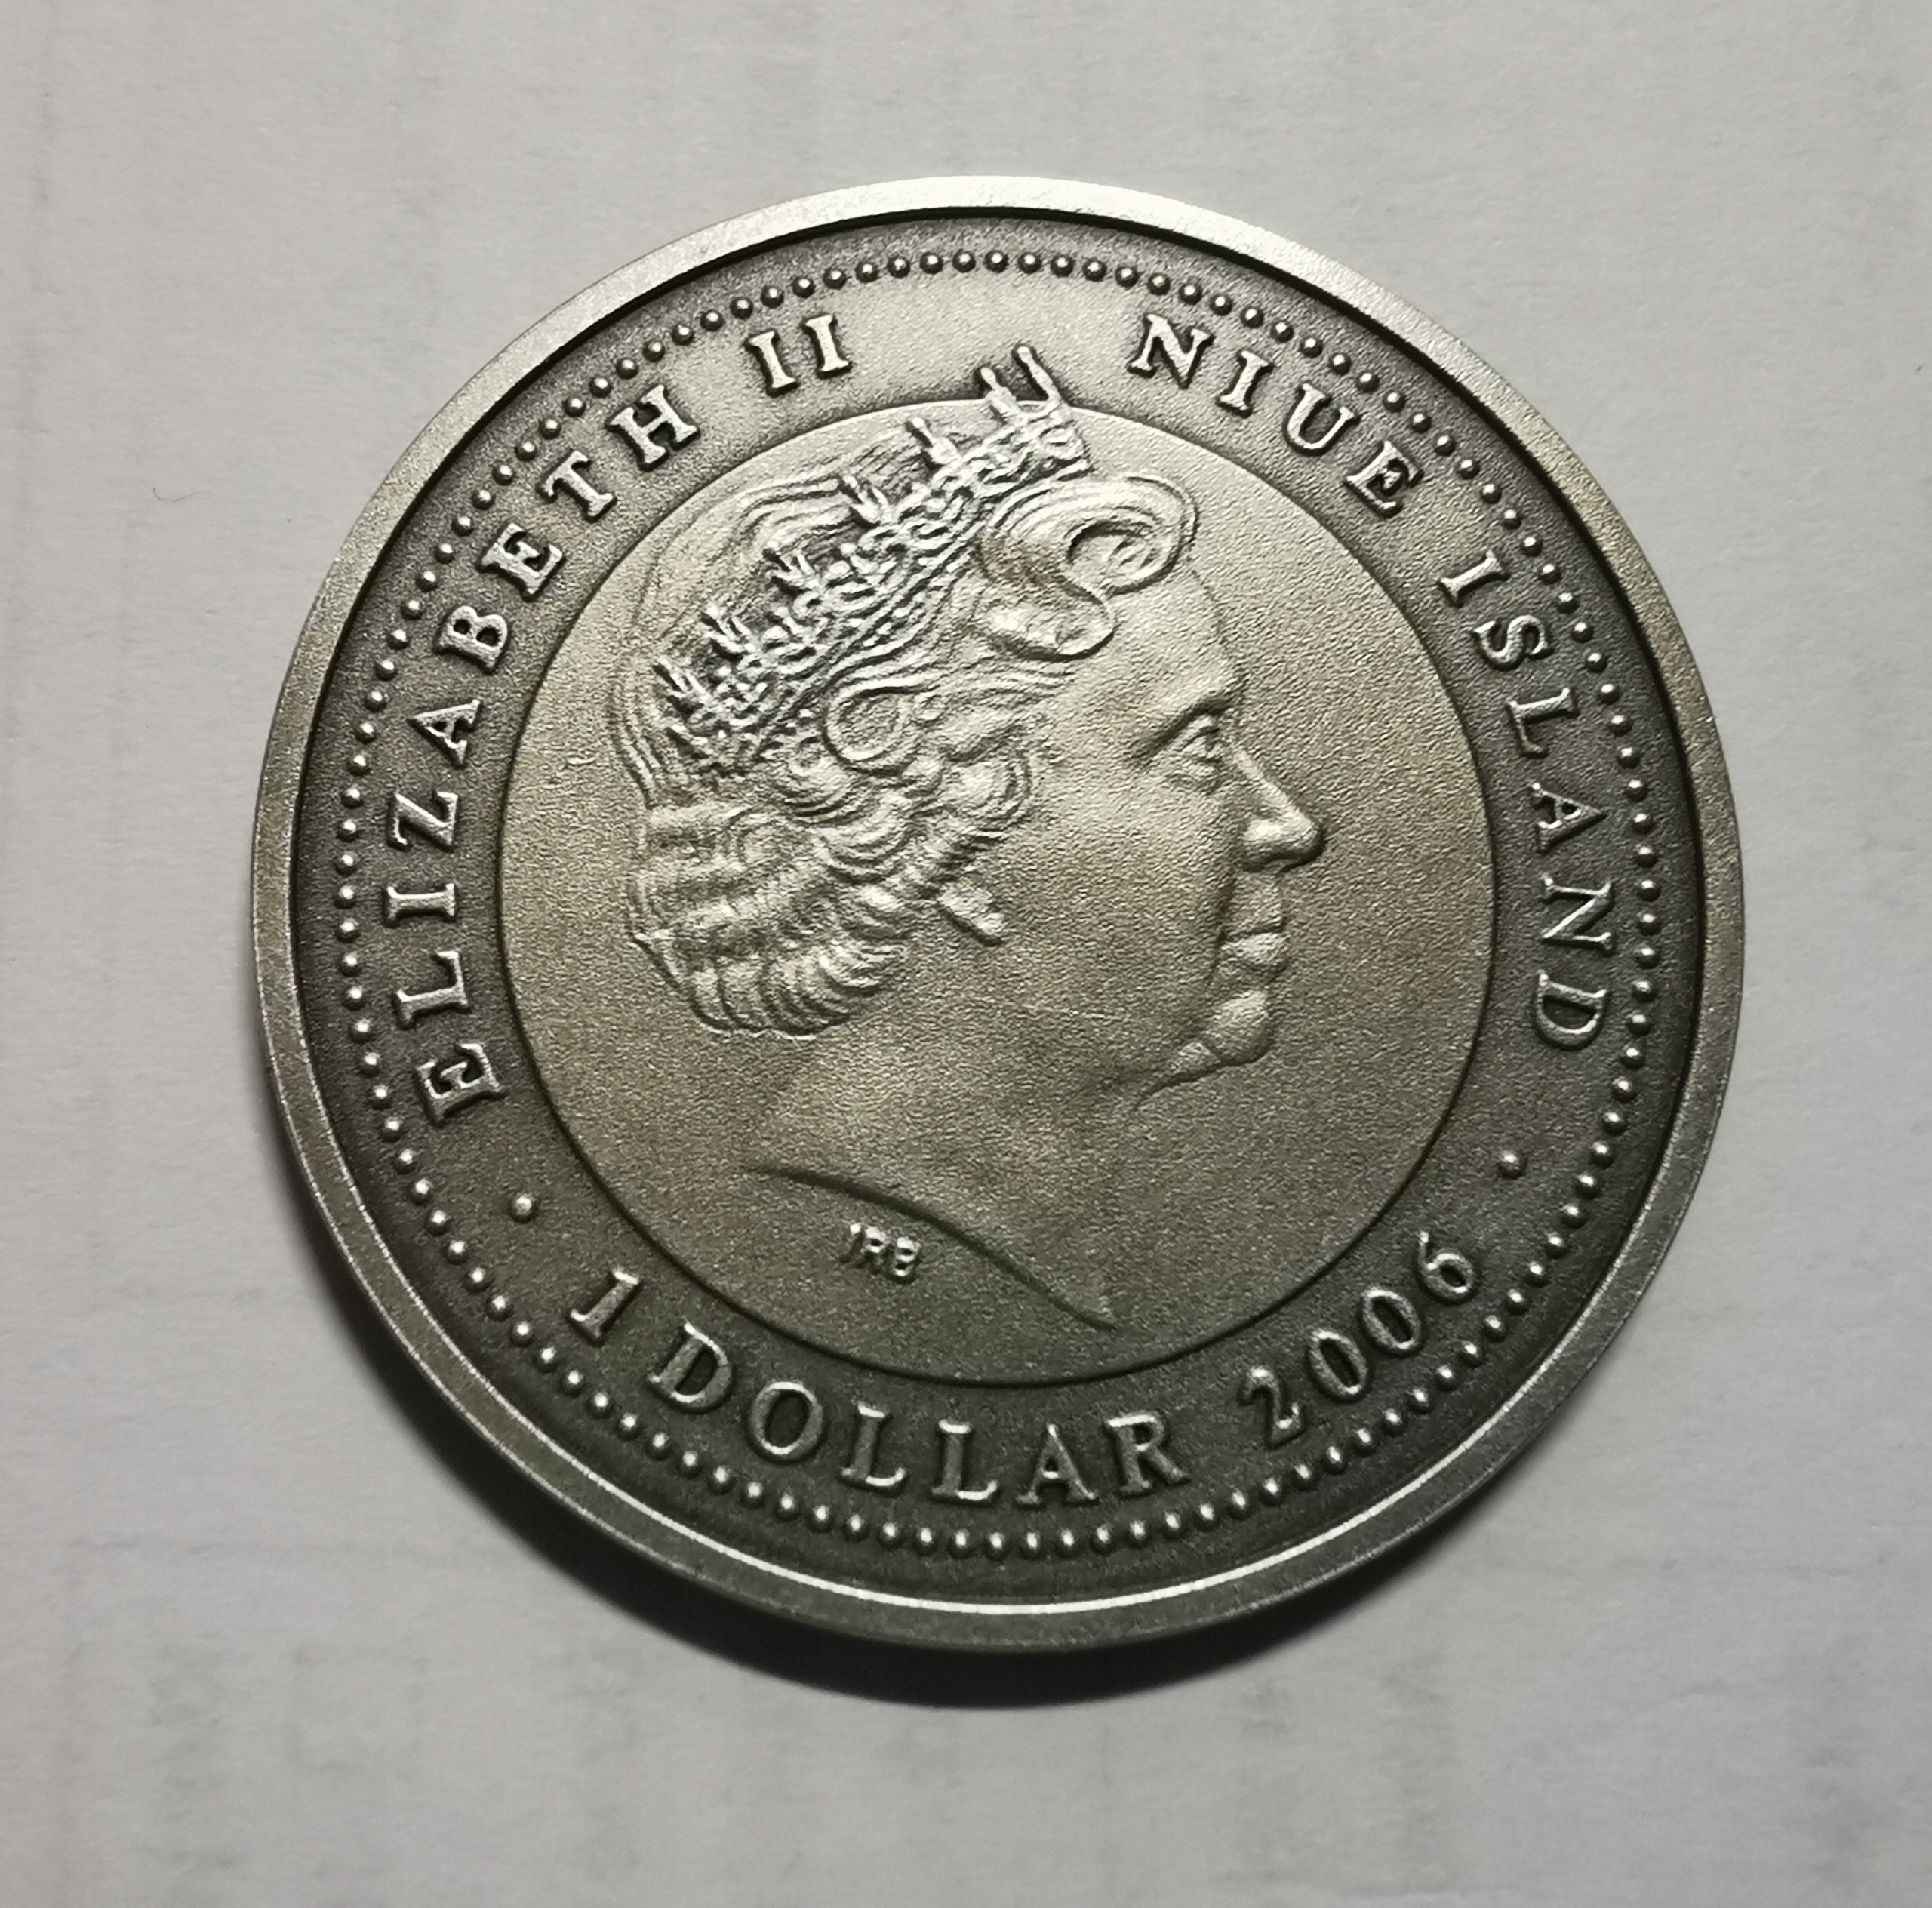 ELIZABETH II NIUE ISLAND
IRB
· 1 DOLLAR 2006 ·